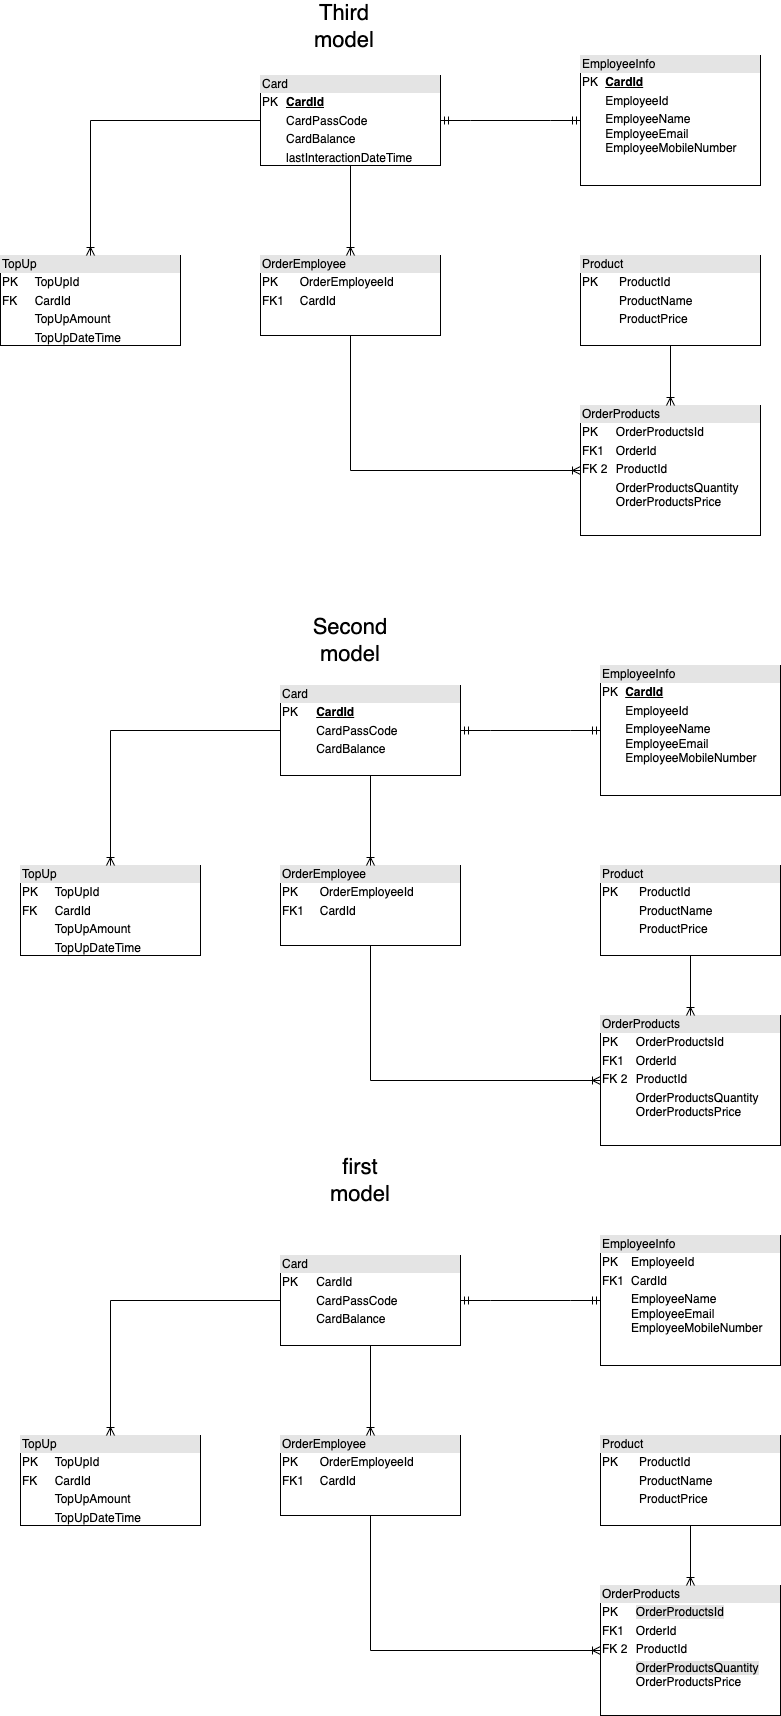 Third
model
Card
PK CardId
CardPassCode
CardBalance
lastInteractionDateTime
EmployeeInfo
PK CardId
EmployeeId
EmployeeName
EmployeeEmail
EmployeeMobileNumber
TopUp
PK TopUpId
FK CardId
TopUpAmount
TopUpDateTime
OrderEmployee
PK OrderEmployeeId
FK1 CardId
Product
PK ProductId
ProductName
ProductPrice
OrderProducts
PK OrderProductsId
FK1 OrderId
FK 2 ProductId
OrderProductsQuantity
OrderProductsPrice
Second
model
Card
PK CardId
CardPassCode
CardBalance
EmployeeInfo
PK CardId
EmployeeId
EmployeeName
EmployeeEmail
EmployeeMobileNumber
TopUp
PK TopUpId
FK CardId
TopUpAmount
TopUpDateTime
OrderEmployee
PK OrderEmployeeId
FK1 CardId
Product
PK ProductId
ProductName
ProductPrice
OrderProducts
PK OrderProductsId
FK1 OrderId
FK 2 ProductId
OrderProductsQuantity
OrderProductsPrice
first
model
Card
PK CardId
CardPassCode
CardBalance
EmployeeInfo
PK EmployeeId
FK1 CardId
EmployeeName
EmployeeEmail
EmployeeMobileNumber
TopUp
PK TopUpId
FK CardId
TopUpAmount
TopUpDateTime
OrderEmployee
PK OrderEmployeeId
FK1 CardId
Product
PK ProductId
ProductName
ProductPrice
OrderProducts
PK OrderProductsId
FK1 OrderId
FK 2 ProductId
OrderProductsQuantity
OrderProductsPrice